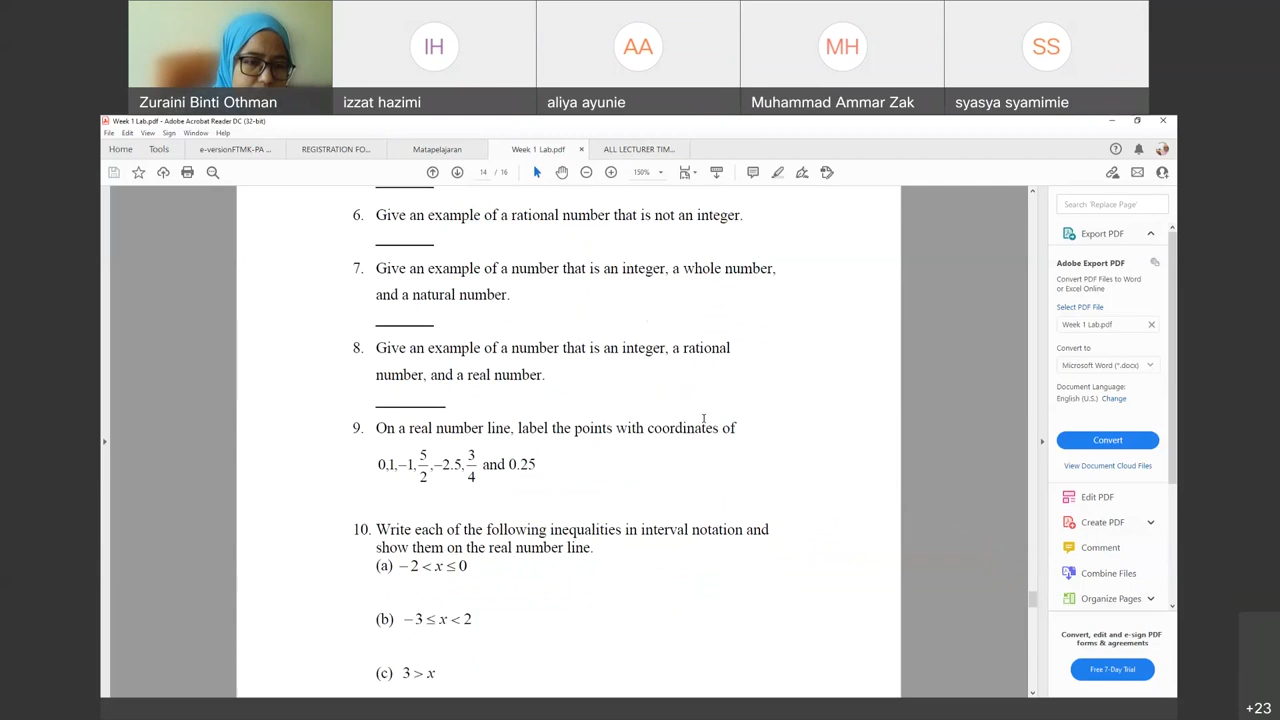 IH
AA
MH
SS
Zuraini Binti Othman
izzat hazimi
aliya ayunie
Muhammad Ammar Zak
syasya syamimie
Week 1 Lab.pdf - Adobe Acrobat Reader DC (32-bit)
File Edit View Sign Window Help
Home Tools e-versionFTMK-PA ... REGISTRATION FO... Matapelajaran Week 1 Lab.pdf × ALL LECTURER TIM...
14 / 16 150%
6. Give an example of a rational number that is not an integer.
7. Give an example of a number that is an integer, a whole number,
and a natural number.
8. Give an example of a number that is an integer, a rational
number, and a real number.
9. On a real number line, label the points with coordinates of
0,1,−1,5/2,−2.5,3/4 and 0.25
10. Write each of the following inequalities in interval notation and
show them on the real number line.
(a) −2 < x ≤ 0
(b) −3 ≤ x < 2
(c) 3 > x
Search 'Replace Page'
Export PDF
Adobe Export PDF
Convert PDF Files to Word
or Excel Online
Select PDF File
Week 1 Lab.pdf
Convert to
Microsoft Word (*.docx)
Document Language:
English (U.S.) Change
Convert
View Document Cloud Files
Edit PDF
Create PDF
Comment
Combine Files
Organize Pages
Convert, edit and e-sign PDF
forms & agreements
Free 7-Day Trial
+23